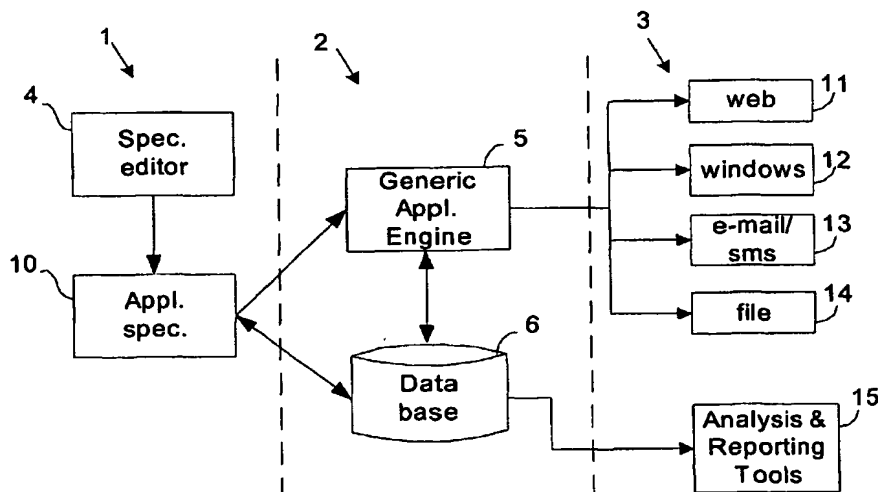 1
2
3
4
Spec.
editor
10
Appl.
spec.
5
Generic
Appl.
Engine
6
Data
base
web
11
windows
12
e-mail/
sms
13
file
14
Analysis &
Reporting
Tools
15